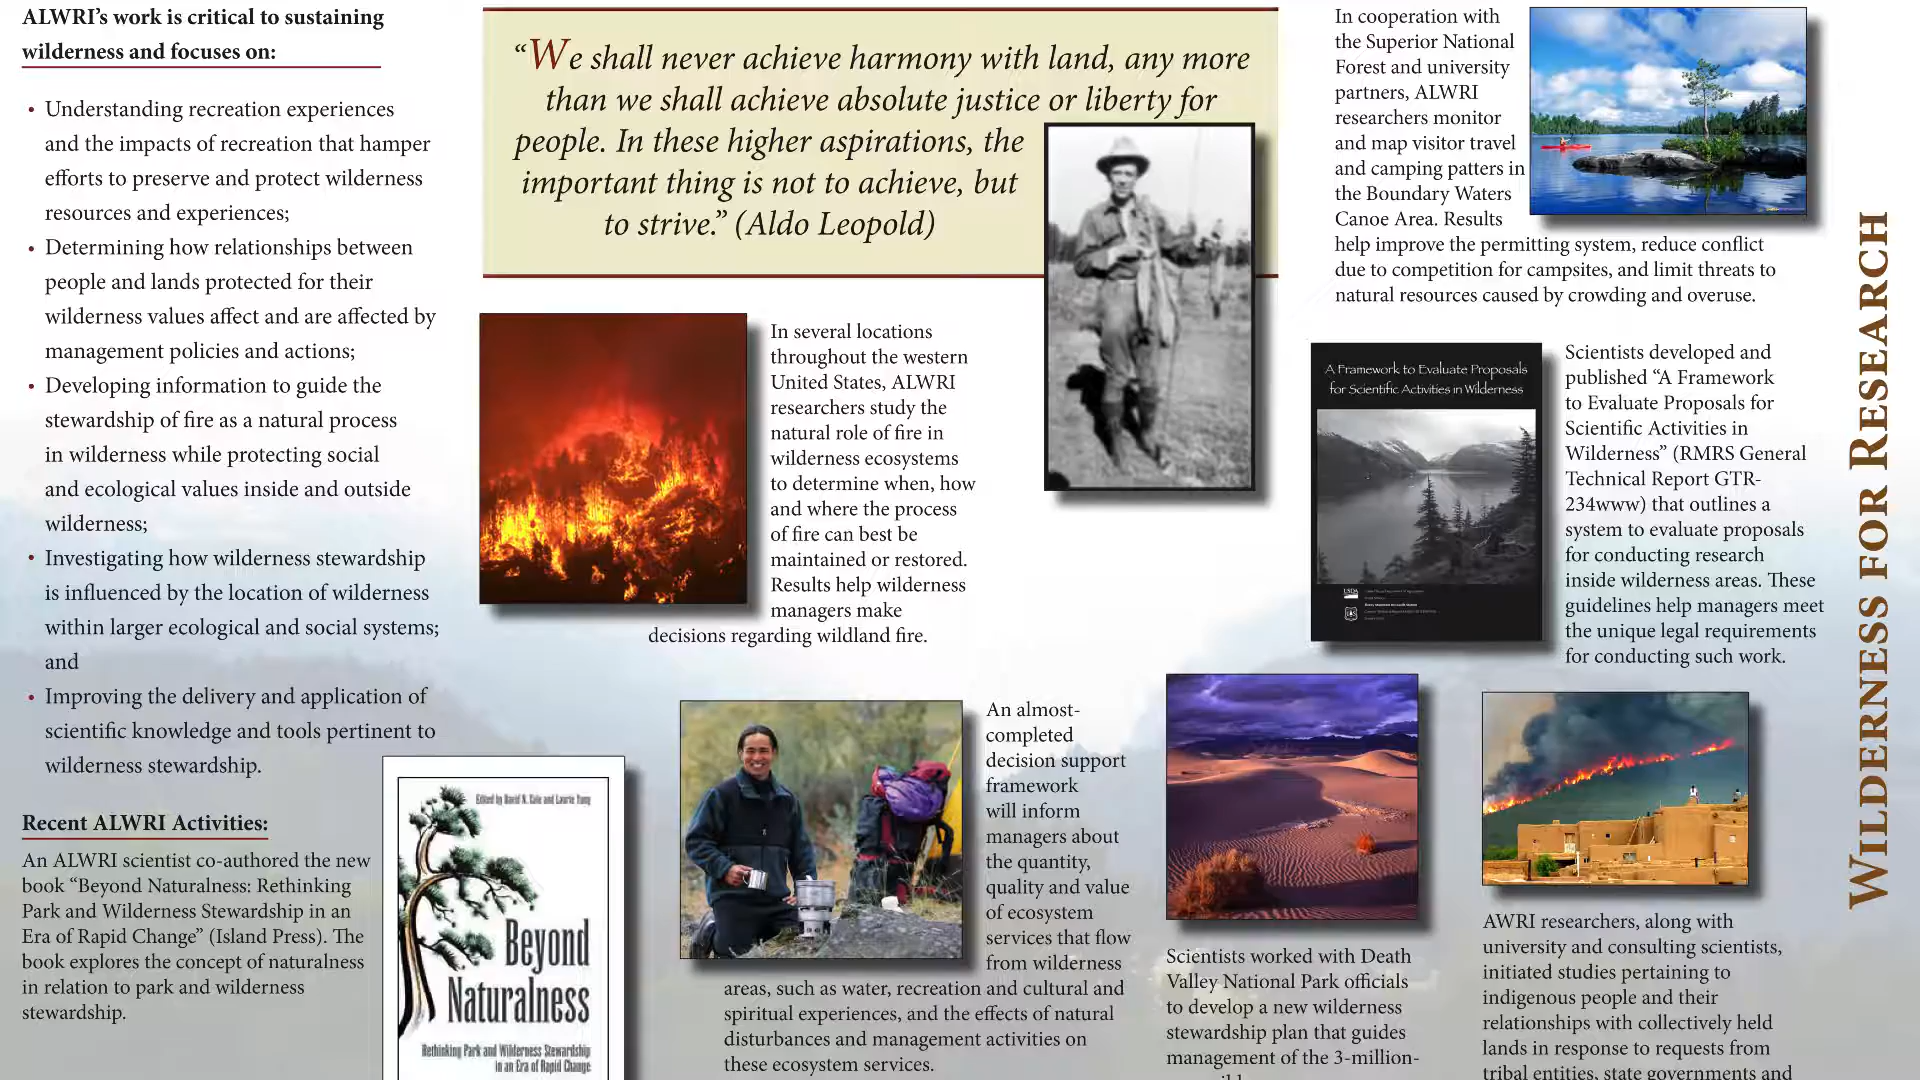 ALWRI’s work is critical to sustaining
wilderness and focuses on:
• Understanding recreation experiences
and the impacts of recreation that hamper
efforts to preserve and protect wilderness
resources and experiences;
• Determining how relationships between
people and lands protected for their
wilderness values affect and are affected by
management policies and actions;
• Developing information to guide the
stewardship of fire as a natural process
in wilderness while protecting social
and ecological values inside and outside
wilderness;
• Investigating how wilderness stewardship
is influenced by the location of wilderness
within larger ecological and social systems;
and
• Improving the delivery and application of
scientific knowledge and tools pertinent to
wilderness stewardship.
Recent ALWRI Activities:
An ALWRI scientist co-authored the new
book “Beyond Naturalness: Rethinking
Park and Wilderness Stewardship in an
Era of Rapid Change” (Island Press). The
book explores the concept of naturalness
in relation to park and wilderness
stewardship.
Edited by David N. Cole and Laurie Yung
Beyond
Naturalness
Rethinking Park and Wilderness Stewardship
in an Era of Rapid Change
“We shall never achieve harmony with land, any more
than we shall achieve absolute justice or liberty for
people. In these higher aspirations, the
important thing is not to achieve, but
to strive.” (Aldo Leopold)
In several locations
throughout the western
United States, ALWRI
researchers study the
natural role of fire in
wilderness ecosystems
to determine when, how
and where the process
of fire can best be
maintained or restored.
Results help wilderness
managers make
decisions regarding wildland fire.
An almost-
completed
decision support
framework
will inform
managers about
the quantity,
quality and value
of ecosystem
services that flow
from wilderness
areas, such as water, recreation and cultural and
spiritual experiences, and the effects of natural
disturbances and management activities on
these ecosystem services.
In cooperation with
the Superior National
Forest and university
partners, ALWRI
researchers monitor
and map visitor travel
and camping patters in
the Boundary Waters
Canoe Area. Results
help improve the permitting system, reduce conflict
due to competition for campsites, and limit threats to
natural resources caused by crowding and overuse.
A Framework to Evaluate Proposals
for Scientific Activities in Wilderness
USDA
Scientists developed and
published “A Framework
to Evaluate Proposals for
Scientific Activities in
Wilderness” (RMRS General
Technical Report GTR-
234www) that outlines a
system to evaluate proposals
for conducting research
inside wilderness areas. These
guidelines help managers meet
the unique legal requirements
for conducting such work.
Scientists worked with Death
Valley National Park officials
to develop a new wilderness
stewardship plan that guides
management of the 3-million-
AWRI researchers, along with
university and consulting scientists,
initiated studies pertaining to
indigenous people and their
relationships with collectively held
lands in response to requests from
tribal entities, state governments and
Wilderness for Research